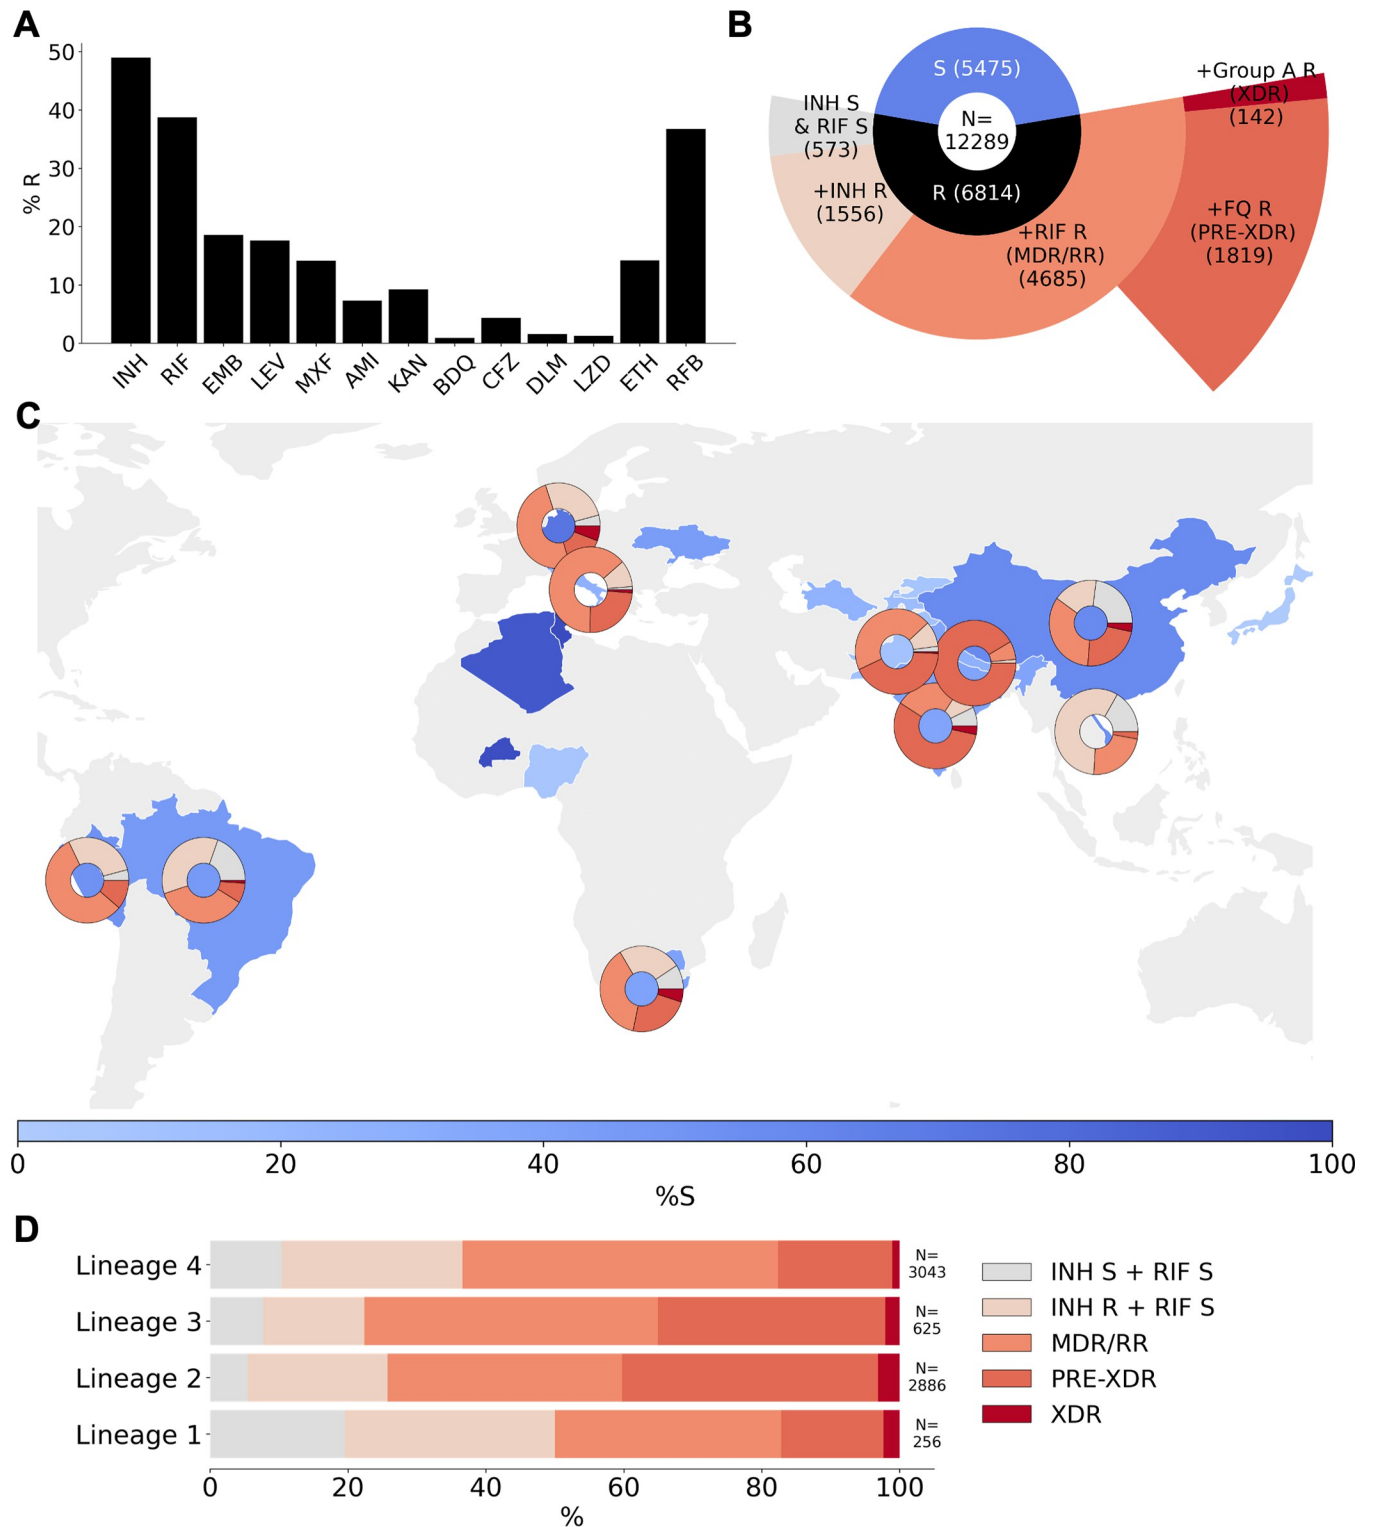 A
50
40
30
20
10
0
% R
INH
RIF
EMB
LEV
MXF
AMI
KAN
BDQ
CFZ
DLM
LZD
ETH
RFB
B
S (5475)
N=
12289
R (6814)
INH S
& RIF S
(573)
+INH R
(1556)
+RIF R
(MDR/RR)
(4685)
+Group A R
(XDR)
(142)
+FQ R
(PRE-XDR)
(1819)
C
0
20
40
60
80
100
%S
D
Lineage 4
N=
3043
Lineage 3
N=
625
Lineage 2
N=
2886
Lineage 1
N=
256
0
20
40
60
80
100
%
INH S + RIF S
INH R + RIF S
MDR/RR
PRE-XDR
XDR